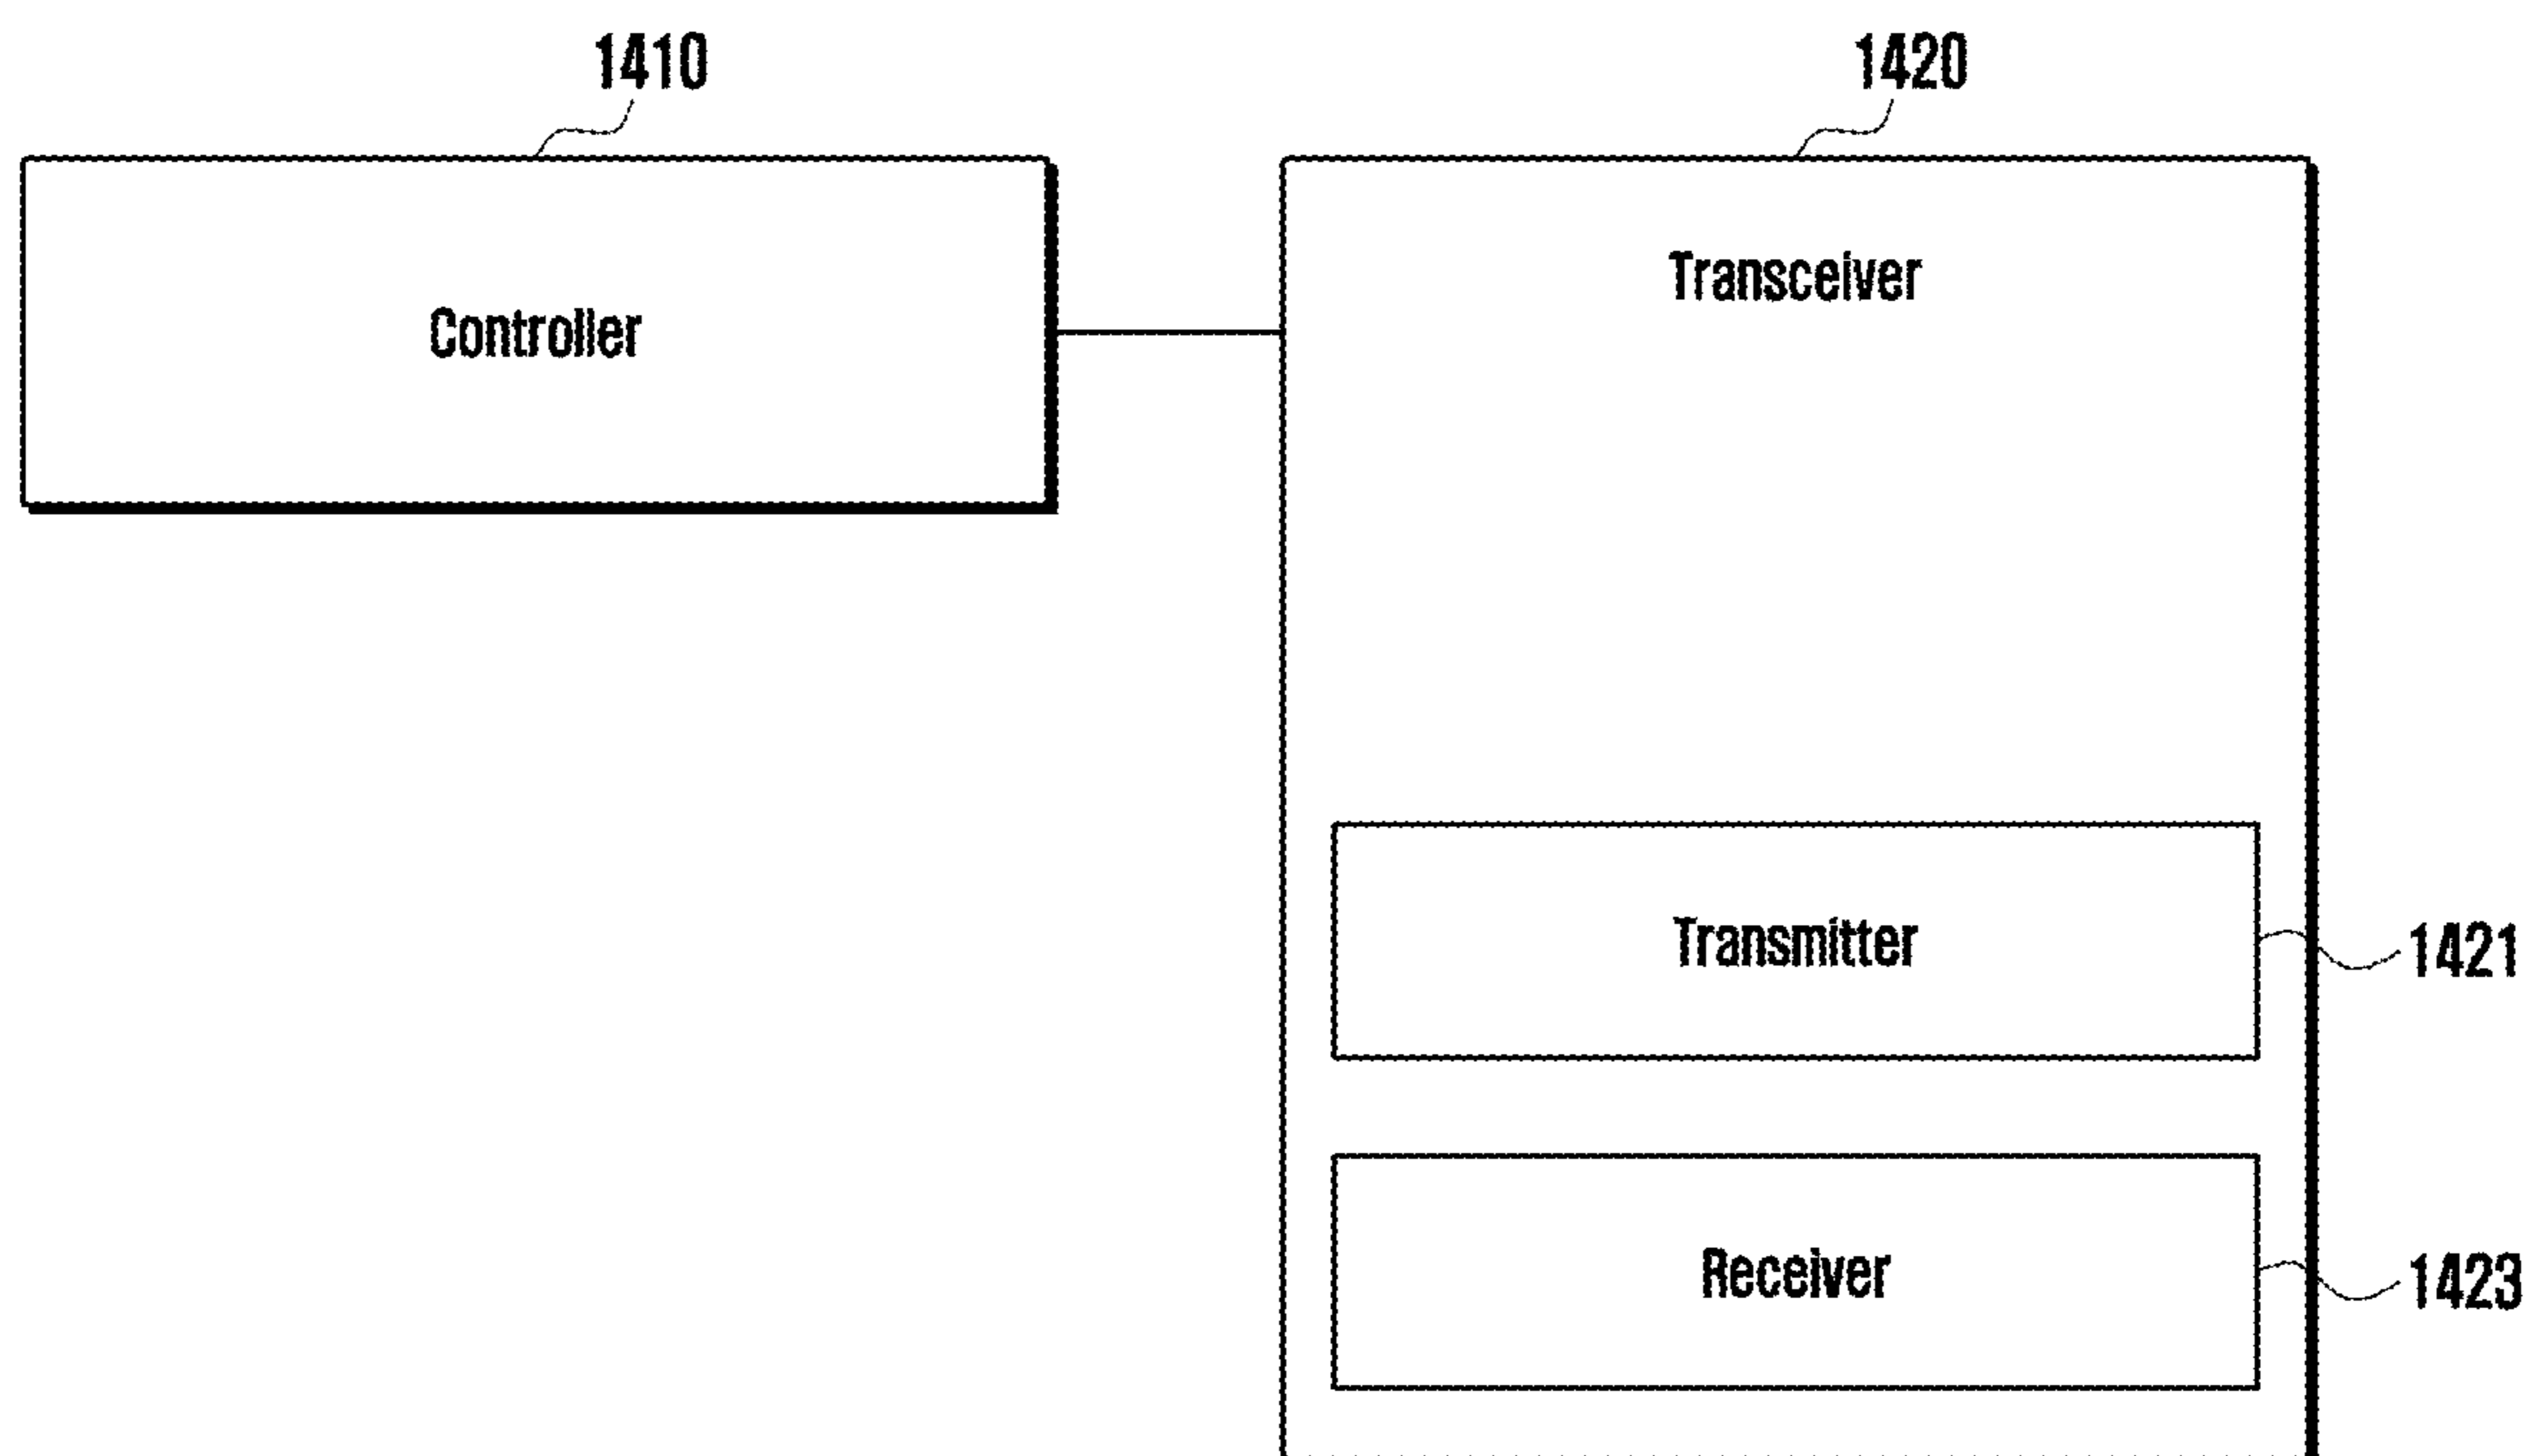 1410
1420
Controller
Transceiver
Transmitter
1421
Receiver
1423